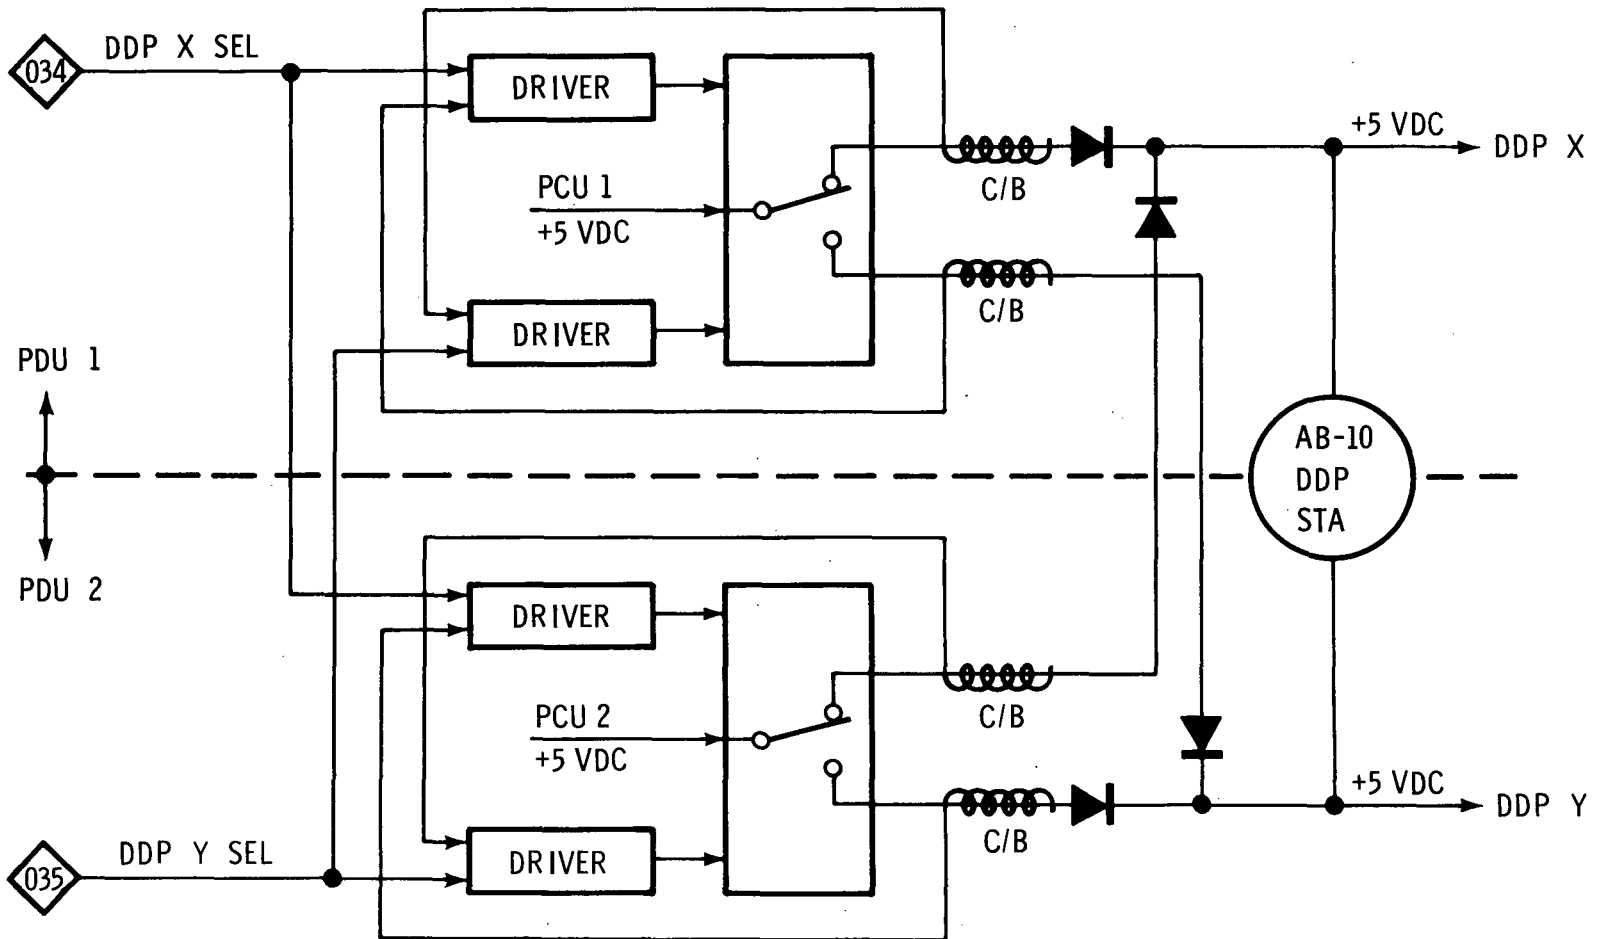 034
DDP X SEL
DRIVER
PCU 1
+5 VDC
DRIVER
C/B
C/B
+5 VDC
DDP X
PDU 1
PDU 2
AB-10
DDP
STA
DRIVER
PCU 2
+5 VDC
DRIVER
C/B
C/B
+5 VDC
DDP Y
035
DDP Y SEL